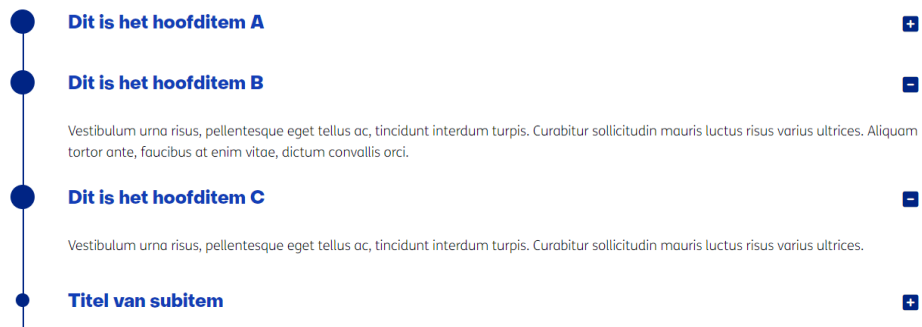 Dit is het hoofditem A
Dit is het hoofditem B
Vestibulum urna risus, pellentesque eget tellus ac, tincidunt interdum turpis. Curabitur sollicitudin mauris luctus risus varius ultrices. Aliquam
tortor ante, faucibus at enim vitae, dictum convallis orci.
Dit is het hoofditem C
Vestibulum urna risus, pellentesque eget tellus ac, tincidunt interdum turpis. Curabitur sollicitudin mauris luctus risus varius ultrices.
Titel van subitem